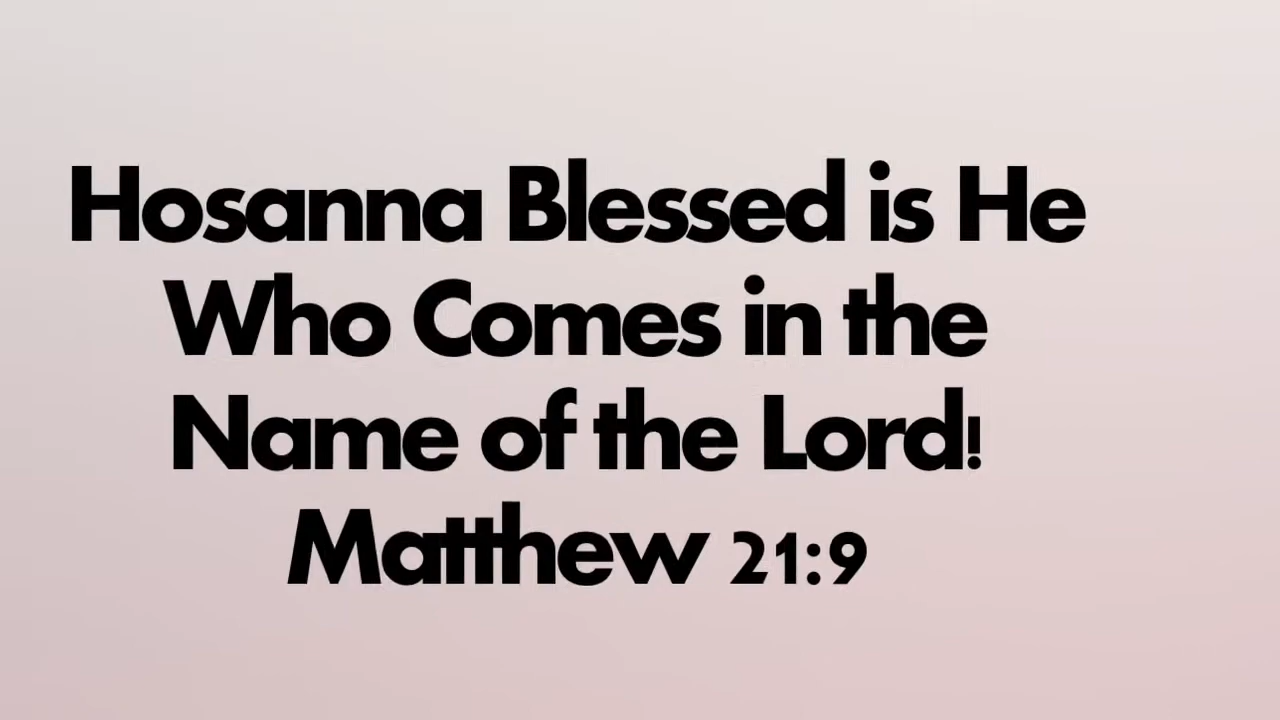 Hosanna Blessed is He
Who Comes in the
Name of the Lord!
Matthew 21:9